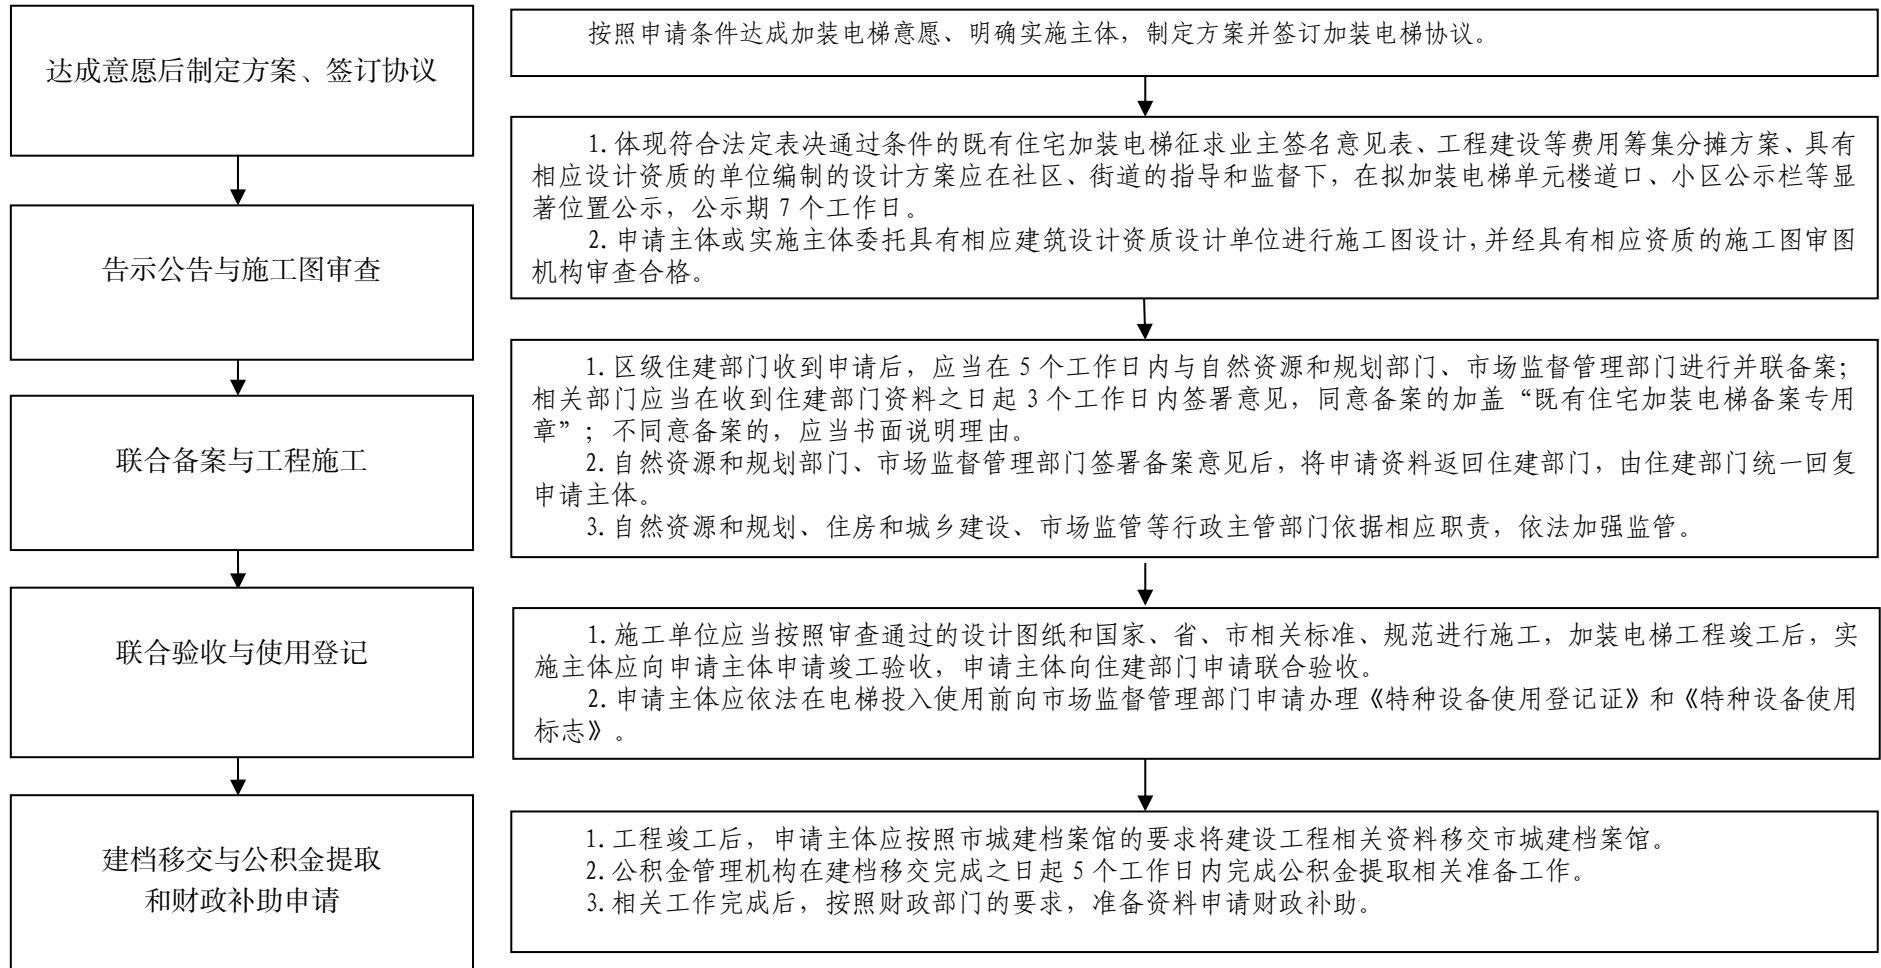 达成意愿后制定方案、签订协议
按照申请条件达成加装电梯意愿、明确实施主体，制定方案并签订加装电梯协议。
告示公告与施工图审查
1.体现符合法定表决通过条件的既有住宅加装电梯征求业主签名意见表、工程建设等费用筹集分摊方案、具有
相应设计资质的单位编制的设计方案应在社区、街道的指导和监督下，在拟加装电梯单元楼道口、小区公示栏等显
著位置公示，公示期 7 个工作日。
2.申请主体或实施主体委托具有相应建筑设计资质设计单位进行施工图设计,并经具有相应资质的施工图审图
机构审查合格。
联合备案与工程施工
1.区级住建部门收到申请后，应当在 5 个工作日内与自然资源和规划部门、市场监督管理部门进行并联备案；
相关部门应当在收到住建部门资料之日起 3 个工作日内签署意见，同意备案的加盖“既有住宅加装电梯备案专用
章”；不同意备案的，应当书面说明理由。
2.自然资源和规划部门、市场监督管理部门签署备案意见后，将申请资料返回住建部门，由住建部门统一回复
申请主体。
3.自然资源和规划、住房和城乡建设、市场监管等行政主管部门依据相应职责，依法加强监管。
联合验收与使用登记
1.施工单位应当按照审查通过的设计图纸和国家、省、市相关标准、规范进行施工，加装电梯工程竣工后，实
施主体应向申请主体申请竣工验收，申请主体向住建部门申请联合验收。
2.申请主体应依法在电梯投入使用前向市场监督管理部门申请办理《特种设备使用登记证》和《特种设备使用
标志》。
建档移交与公积金提取
和财政补助申请
1.工程竣工后，申请主体应按照市城建档案馆的要求将建设工程相关资料移交市城建档案馆。
2.公积金管理机构在建档移交完成之日起 5 个工作日内完成公积金提取相关准备工作。
3.相关工作完成后，按照财政部门的要求，准备资料申请财政补助。